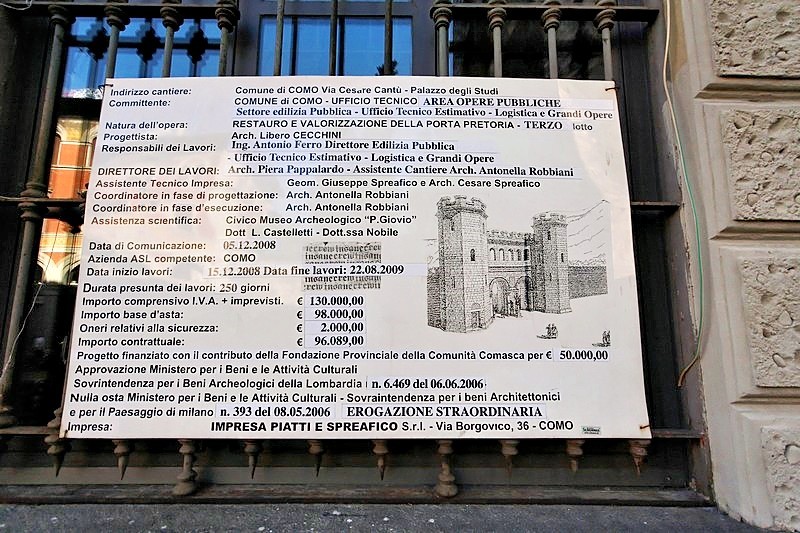 Indirizzo cantiere: Comune di COMO Via Cesare Cantù - Palazzo degli Studi
Committente: COMUNE DI COMO - UFFICIO TECNICO AREA OPERE PUBBLICHE
Settore edilizia Pubblica - Ufficio Tecnico Estimativo - Logistica e Grandi Opere
Natura dell'opera: RESTAURO E VALORIZZAZIONE DELLA PORTA PRETORIA - TERZO lotto
Progettista: Arch. Libero CECCHINI
Responsabili dei Lavori: Ing. Antonio Ferro Direttore Edilizia Pubblica
- Ufficio Tecnico Estimativo - Logistica e Grandi Opere
DIRETTORE DEI LAVORI: Arch. Piera Pappalardo - Assistente Cantiere Arch. Antonella Robbiani
Assistente Tecnico Impresa: Geom. Giuseppe Spreafico e Arch. Cesare Spreafico
Coordinatore in fase di progettazione: Arch. Antonella Robbiani
Coordinatore in fase d'esecuzione: Arch. Antonella Robbiani
Assistenza scientifica: Civico Museo Archeologico "P.Giovio"
Dott L. Castelletti - Dott.ssa Nobile
Data di Comunicazione: 05.12.2008
Azienda ASL competente: COMO
Data inizio lavori: 15.12.2008 Data fine lavori: 22.08.2009
Durata presunta dei lavori: 250 giorni
Importo comprensivo I.V.A. + imprevisti. € 130.000,00
Importo base d'asta: € 98.000,00
Oneri relativi alla sicurezza: € 2.000,00
Importo contrattuale: € 96.089,00
Progetto finanziato con il contributo della Fondazione Provinciale della Comunità Comasca per € 50.000,00
Approvazione Ministero per i Beni e le Attività Culturali
Sovrintendenza per i Beni Archeologici della Lombardia n. 6.469 del 06.06.2006
Nulla osta Ministero per i Beni e le Attività Culturali - Sovraintendenza per i beni Architettonici
e per il Paesaggio di milano n. 393 del 08.05.2006 EROGAZIONE STRAORDINARIA
Impresa: IMPRESA PIATTI E SPREAFICO S.r.l. - Via Borgovico, 36 - COMO